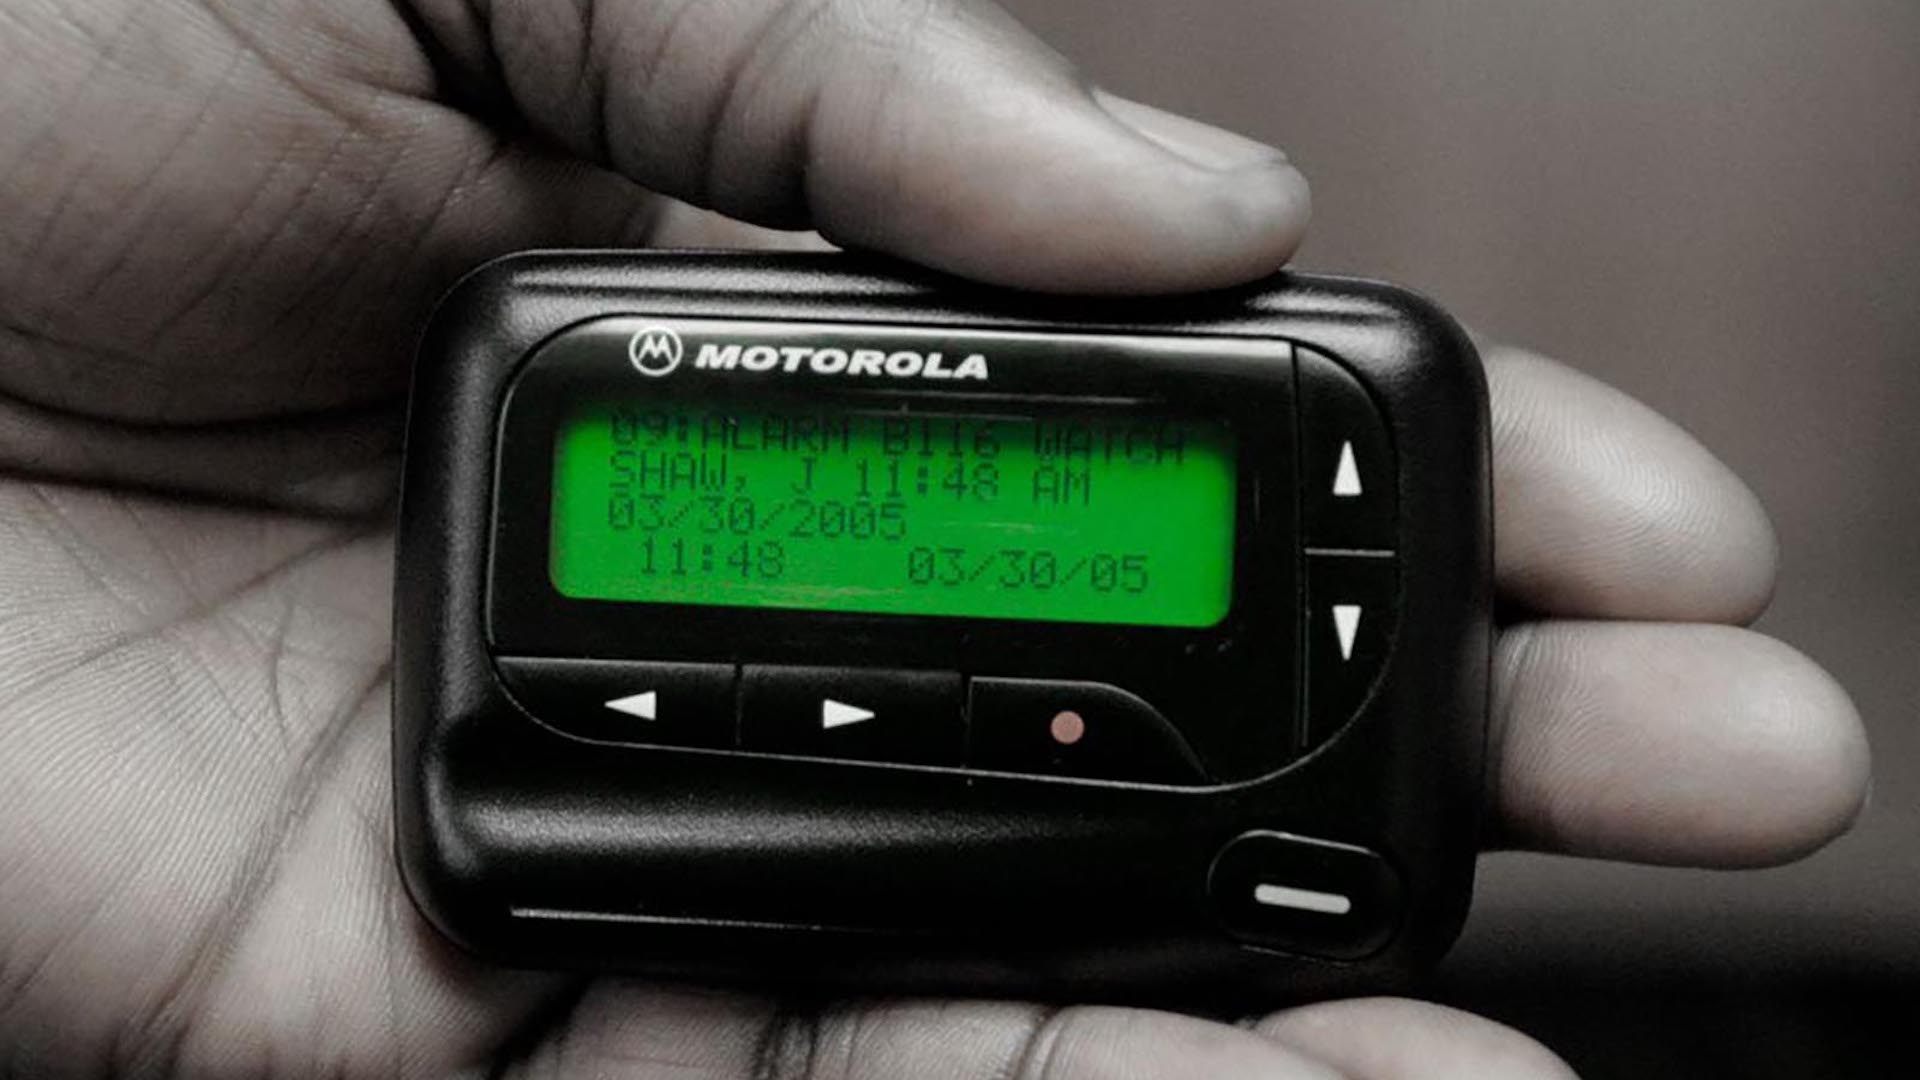 MOTOROLA
09:ALARM B116 WATCH
SHAW, J 11:48 AM
03/30/2005
11:48 03/30/05